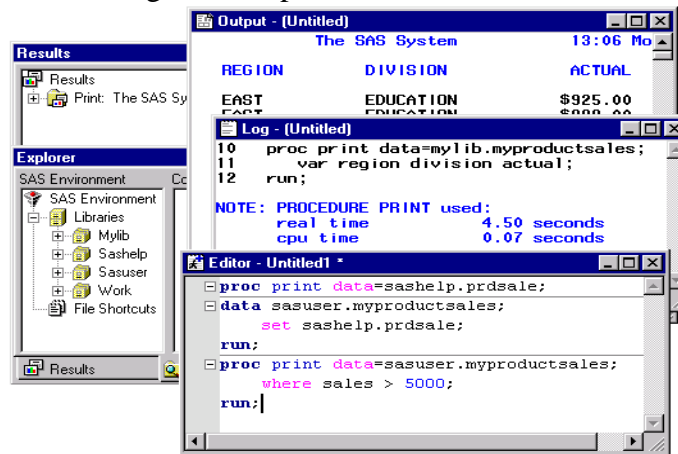 Output - (Untitled)
The SAS System 13:06 Mo
REGION DIVISION ACTUAL
EAST EDUCATION $925.00
EAST EDUCATION
Results
Results
Print: The SAS Sy
Log - (Untitled)
10 proc print data=mylib.myproductsales;
11 var region division actual;
12 run;
NOTE: PROCEDURE PRINT used:
real time 4.50 seconds
cpu time 0.07 seconds
Explorer
SAS Environment Co
SAS Environment
Libraries
Mylib
Sashelp
Sasuser
Work
File Shortcuts
Results
Editor - Untitled1 *
proc print data=sashelp.prdsale;
data sasuser.myproductsales;
set sashelp.prdsale;
run;
proc print data=sasuser.myproductsales;
where sales > 5000;
run;